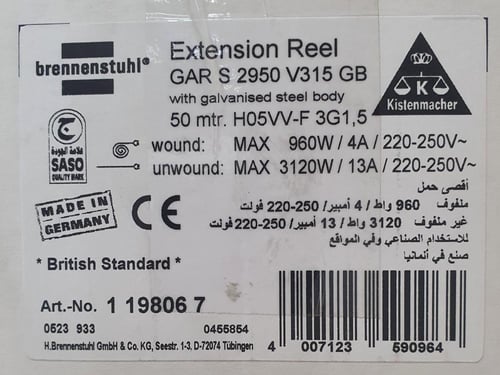 brennenstuhl®
Extension Reel
GAR S 2950 V315 GB
with galvanised steel body
50 mtr. H05VV-F 3G1,5
K
Kistenmacher
علامة الجودة
SASO
QUALITY MARK
wound: MAX 960W / 4A / 220-250V~
unwound: MAX 3120W / 13A / 220-250V~
أقصى حمل
ملفوف 960 واط/ 4 أمبير/ 250-220 فولت
غير ملفوف 3120 واط/ 13 أمبير/ 250-220 فولت
للاستخدام الصناعي وفي المواقع
صنع في ألمانيا
MADE IN
GERMANY
CE
* British Standard *
Art.-No. 1 19806 7
0523 933 0455854
H.Brennenstuhl GmbH & Co. KG, Seestr. 1-3, D-72074 Tübingen
4 007123 590964